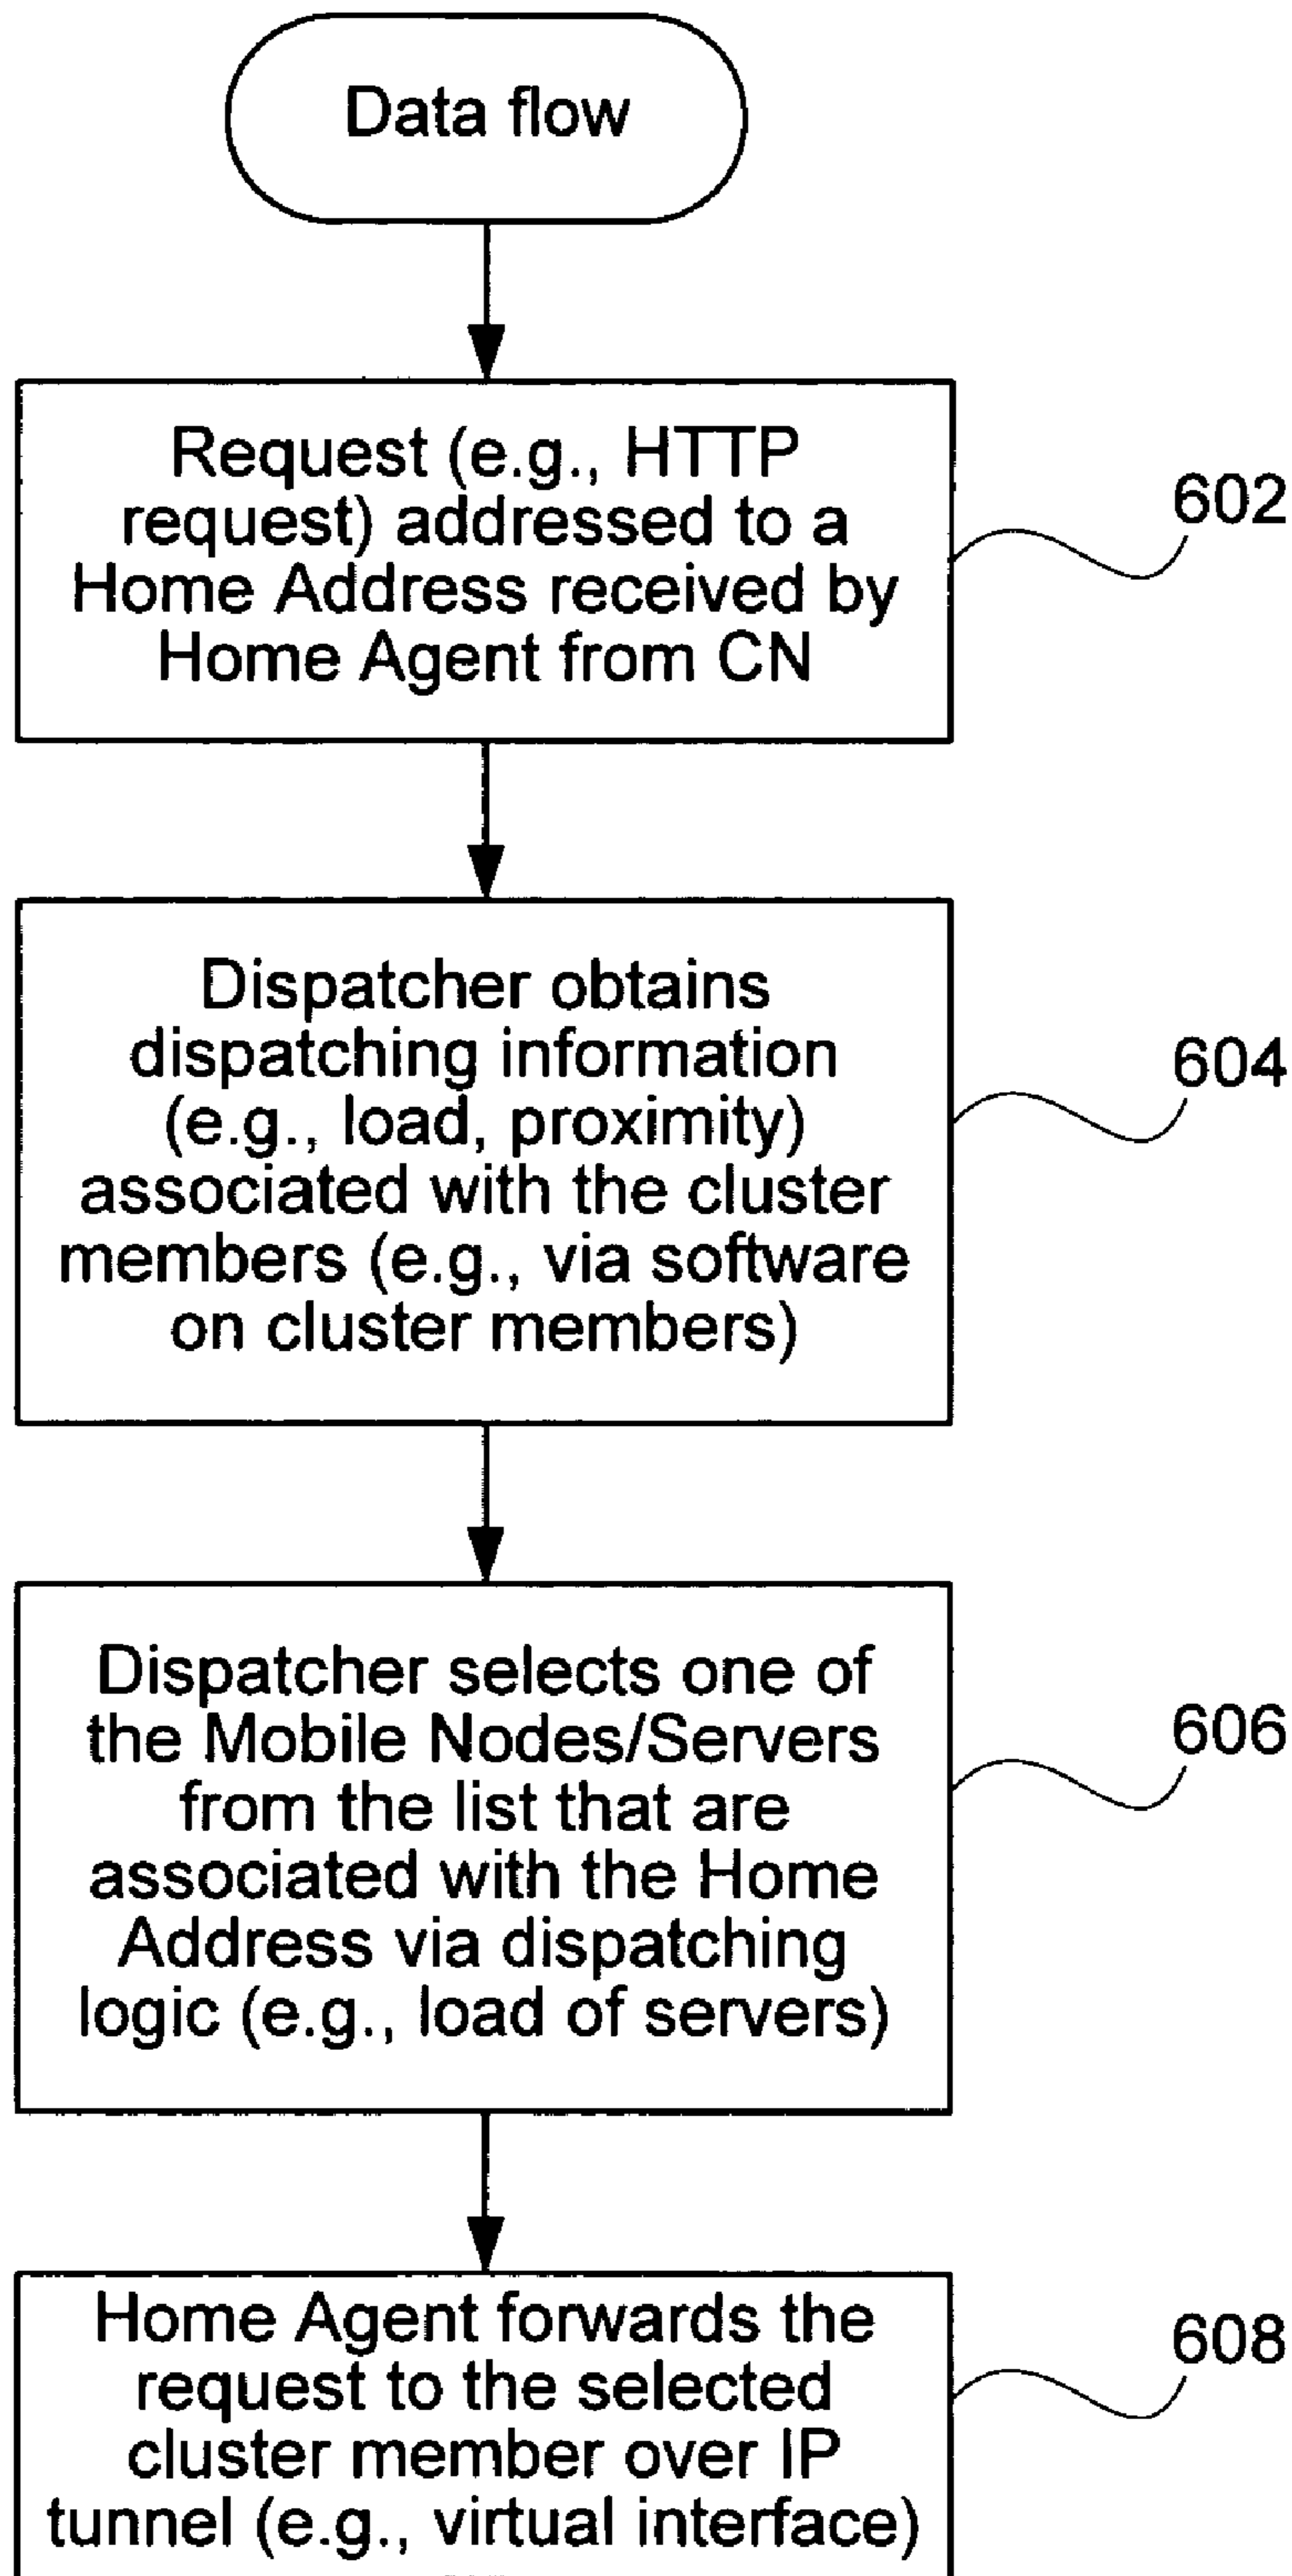 Data flow
Request (e.g., HTTP
request) addressed to a
Home Address received by
Home Agent from CN
602
Dispatcher obtains
dispatching information
(e.g., load, proximity)
associated with the cluster
members (e.g., via software
on cluster members)
604
Dispatcher selects one of
the Mobile Nodes/Servers
from the list that are
associated with the Home
Address via dispatching
logic (e.g., load of servers)
606
Home Agent forwards the
request to the selected
cluster member over IP
tunnel (e.g., virtual interface)
608